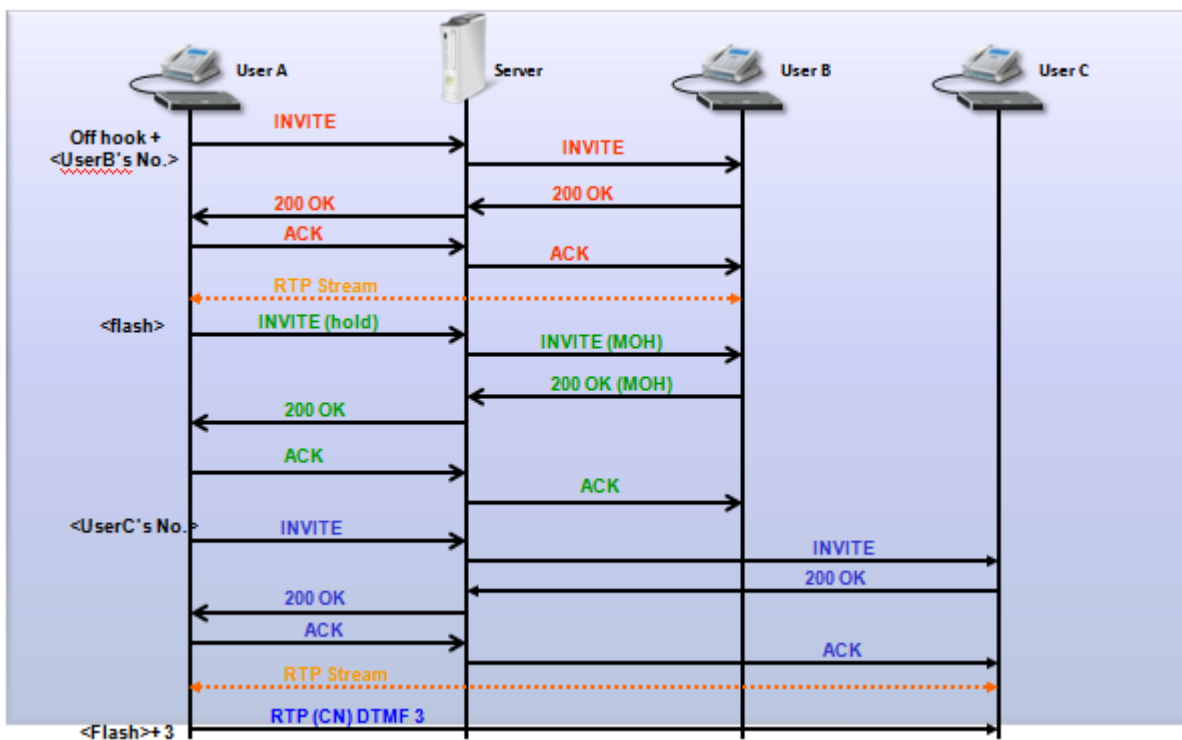 User A
Server
User B
User C
Off hook +
<UserB's No.>
INVITE
INVITE
200 OK
200 OK
ACK
ACK
RTP Stream
<flash>
INVITE (hold)
INVITE (MOH)
200 OK (MOH)
200 OK
ACK
ACK
<UserC's No.>
INVITE
INVITE
200 OK
200 OK
ACK
ACK
RTP Stream
<Flash>+ 3
RTP (CN) DTMF 3